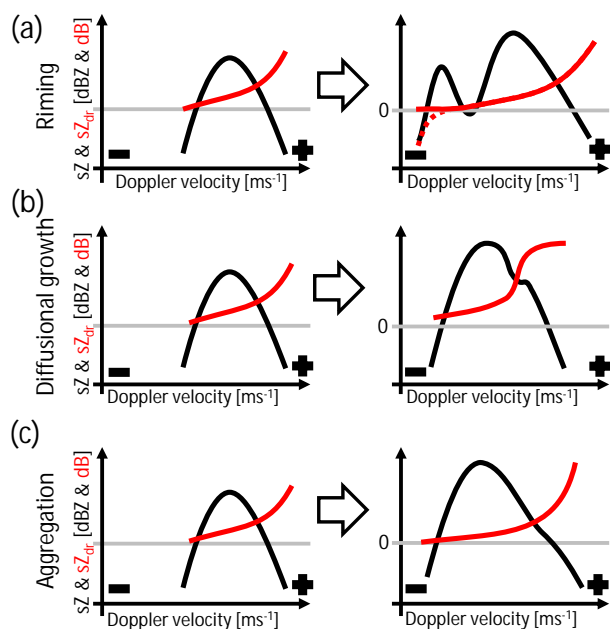 (a)
Riming
sZ & sZdr [dBZ & dB]
Doppler velocity [ms-1]
0
Doppler velocity [ms-1]
(b)
Diffusional growth
sZ & sZdr [dBZ & dB]
Doppler velocity [ms-1]
0
Doppler velocity [ms-1]
(c)
Aggregation
sZ & sZdr [dBZ & dB]
Doppler velocity [ms-1]
0
Doppler velocity [ms-1]